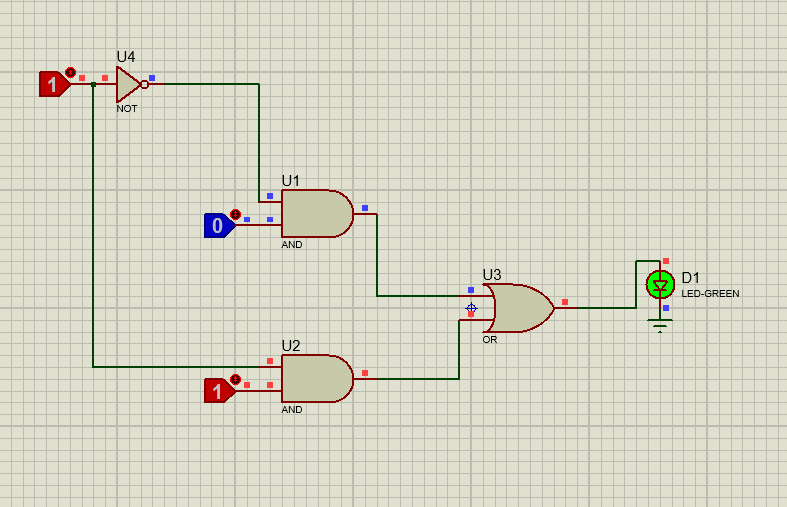 U4
1
NOT
U1
0
AND
U3
D1
LED-GREEN
OR
U2
1
AND